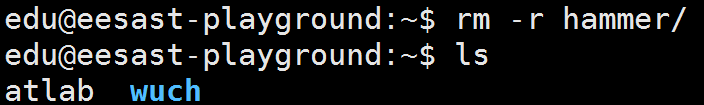 edu@eesast-playground:~$ rm -r hammer/
edu@eesast-playground:~$ ls
atlab  wuch